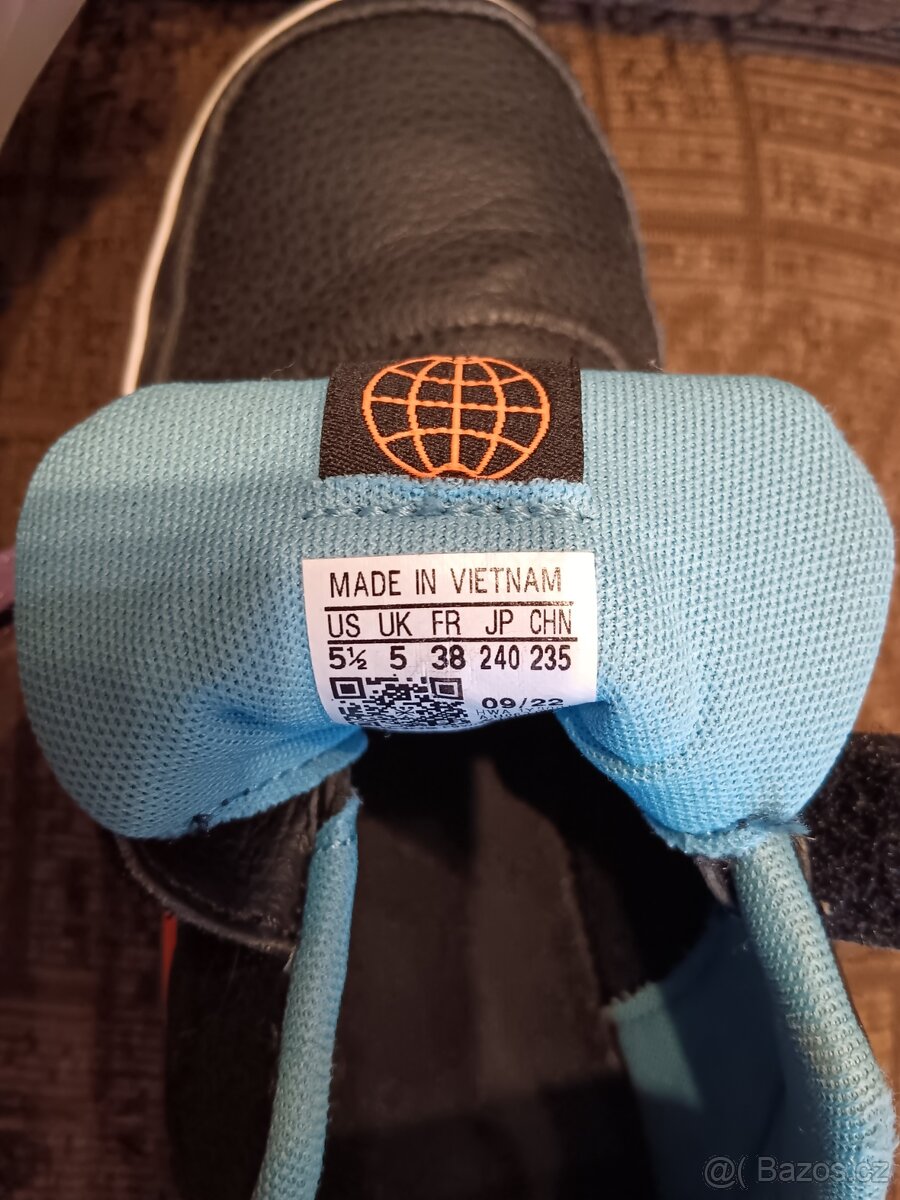 MADE IN VIETNAM
US UK FR JP CHN
5½ 5 38 240 235
09/22
@( Bazos.cz